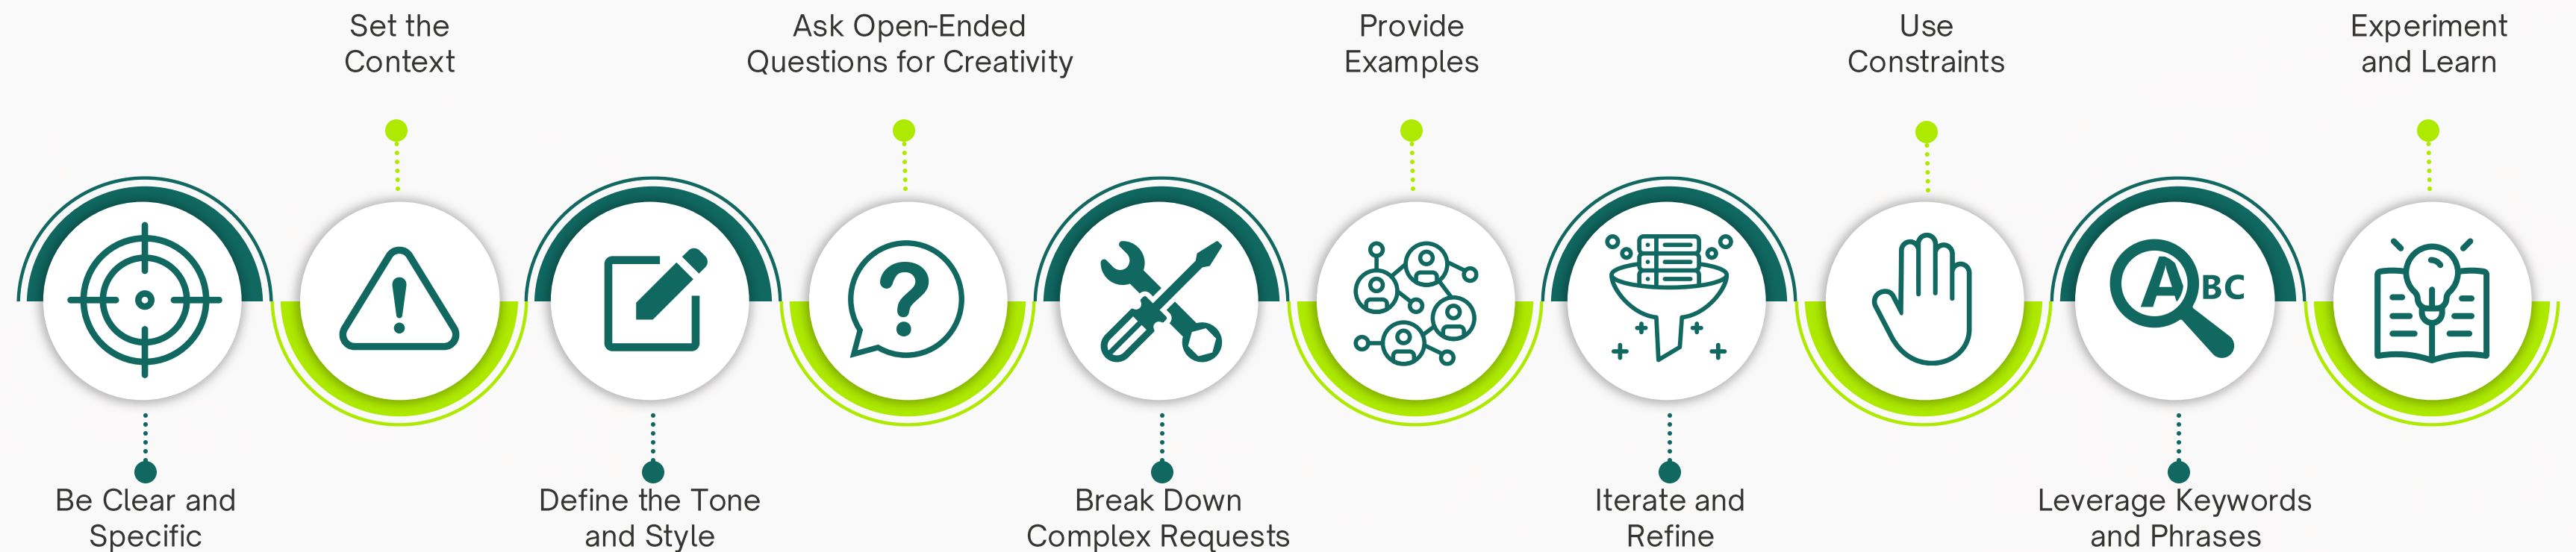 Set the
Context
Ask Open-Ended
Questions for Creativity
Provide
Examples
Use
Constraints
Experiment
and Learn
ABC
Be Clear and
Specific
Define the Tone
and Style
Break Down
Complex Requests
Iterate and
Refine
Leverage Keywords
and Phrases